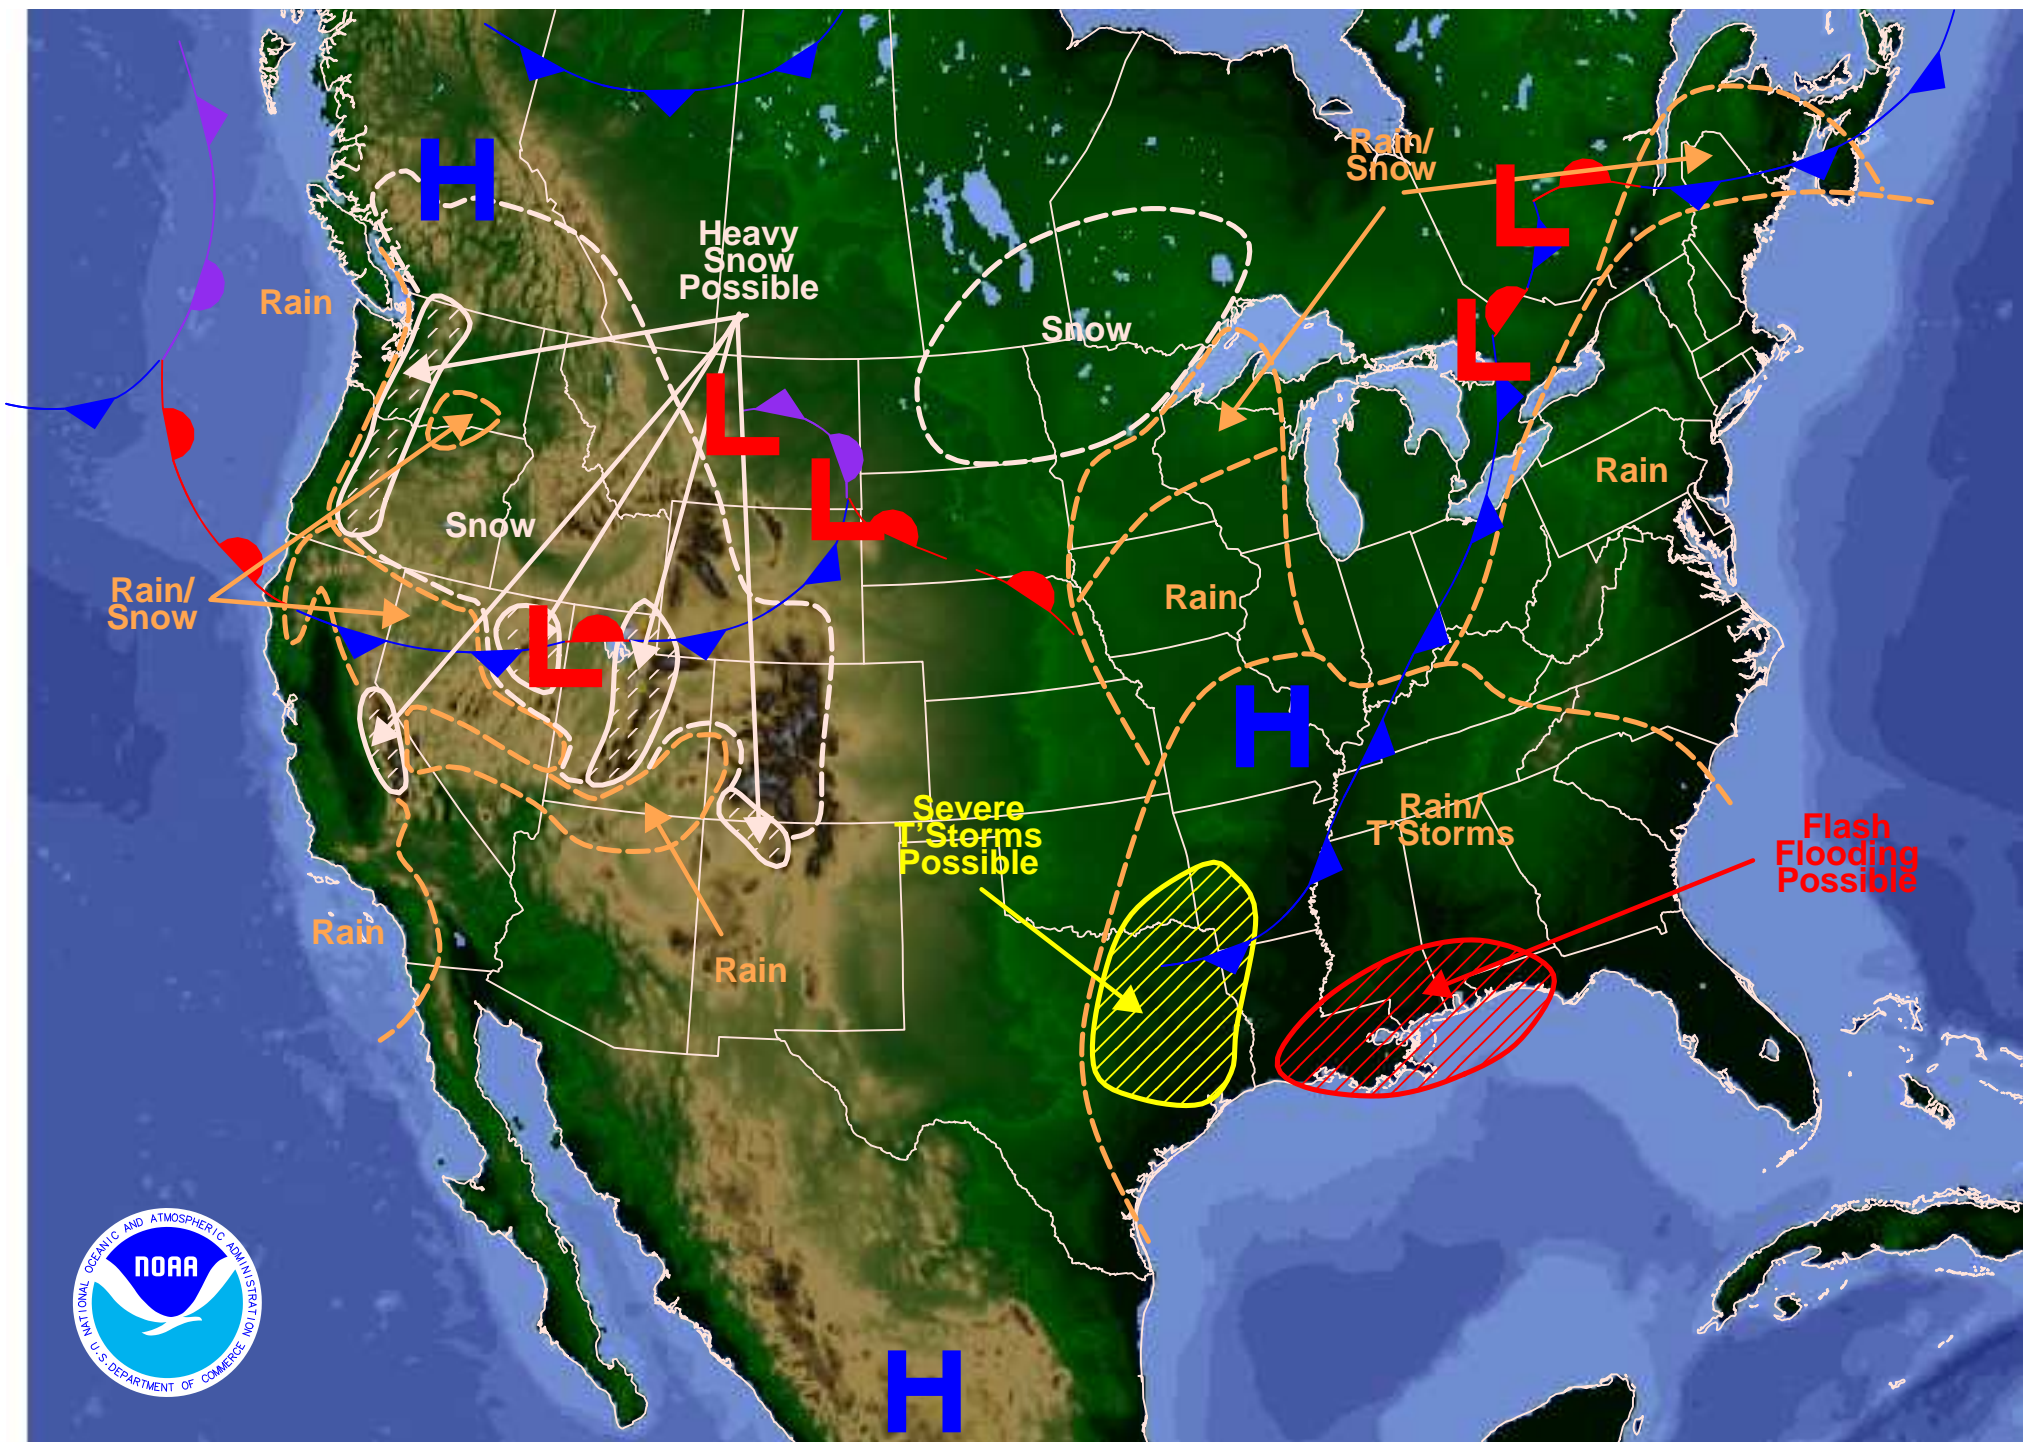 H
Rain/
Snow
L
Heavy
Snow
Possible
Rain
Snow
L
L
Rain
L
Snow
Rain/
Snow
Rain
L
H
Severe
T'Storms
Possible
Rain/
T'Storms
Flash
Flooding
Possible
Rain
Rain
H
NATIONAL OCEANIC AND ATMOSPHERIC ADMINISTRATION
NOAA
U.S. DEPARTMENT OF COMMERCE